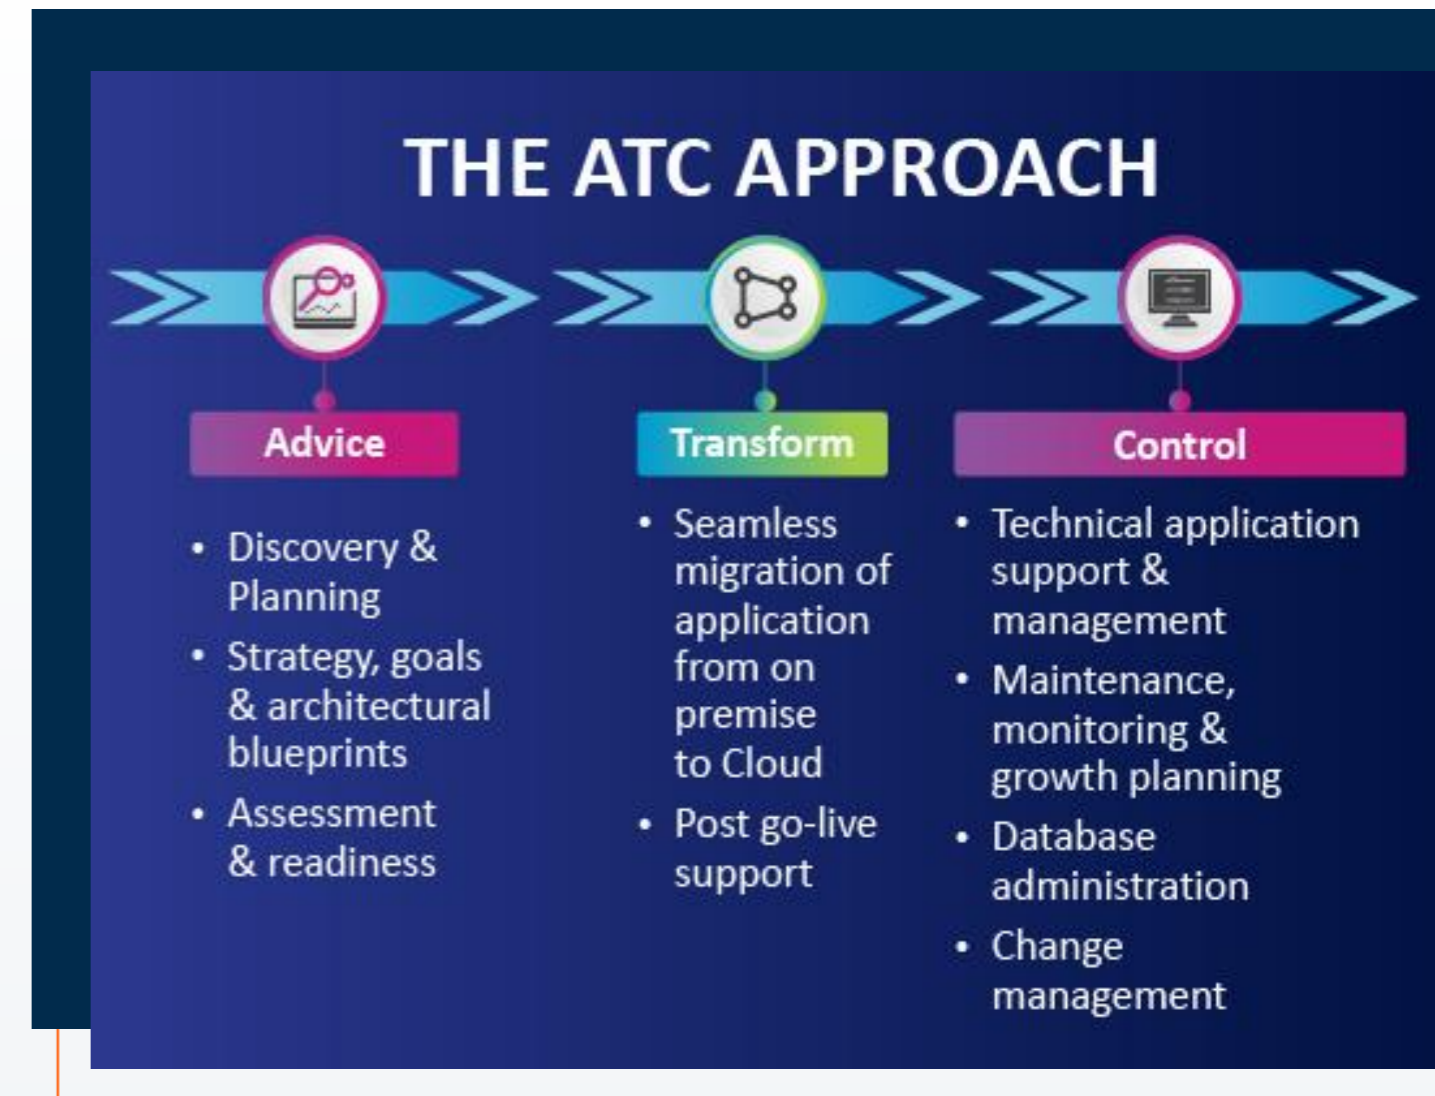 THE ATC APPROACH
Advice
• Discovery &
Planning
• Strategy, goals
& architectural
blueprints
• Assessment
& readiness
Transform
• Seamless
migration of
application
from on
premise
to Cloud
• Post go-live
support
Control
• Technical application
support &
management
• Maintenance,
monitoring &
growth planning
• Database
administration
• Change
management